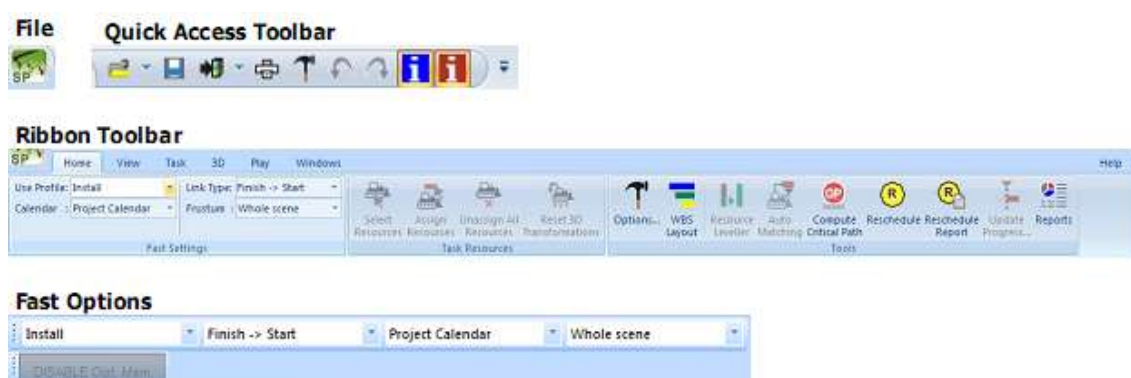 File Quick Access Toolbar
SP
Ribbon Toolbar
SP Home View Task 3D Play Windows Help
Use Profile: Install Link Type: Finish -> Start
Calendar : Project Calendar Frustum : Whole scene
Select Resources
Assign Resources
Unassign All Resources
Reset 3D Transformations
Options...
WBS Layout
Resource Leveller
Auto Matching
CP
Compute Critical Path
R
Reschedule
R
Reschedule Report
Update Progress...
Reports
Fast Settings Task Resources Tools
Fast Options
Install Finish -> Start Project Calendar Whole scene
DISABLE Opt. Mem.